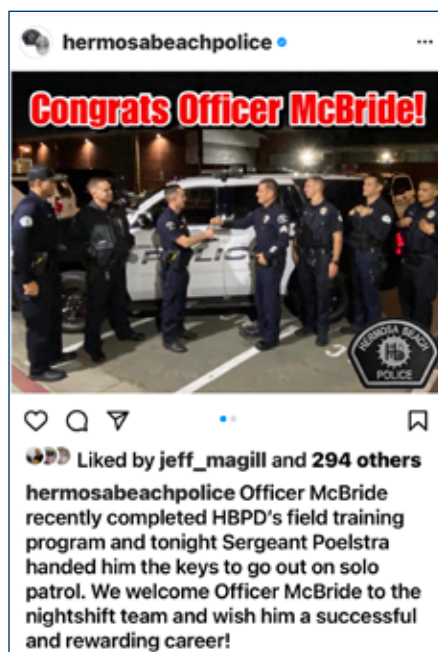 hermosabeachpolice
Congrats Officer McBride!
POLICE
HERMOSA BEACH
HB
POLICE
Liked by jeff_magill and 294 others
hermosabeachpolice Officer McBride
recently completed HBPD's field training
program and tonight Sergeant Poelstra
handed him the keys to go out on solo
patrol. We welcome Officer McBride to the
nightshift team and wish him a successful
and rewarding career!